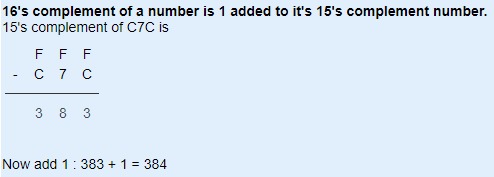 16's complement of a number is 1 added to it's 15's complement number.
15's complement of C7C is
F F F
- C 7 C
3 8 3
Now add 1 : 383 + 1 = 384